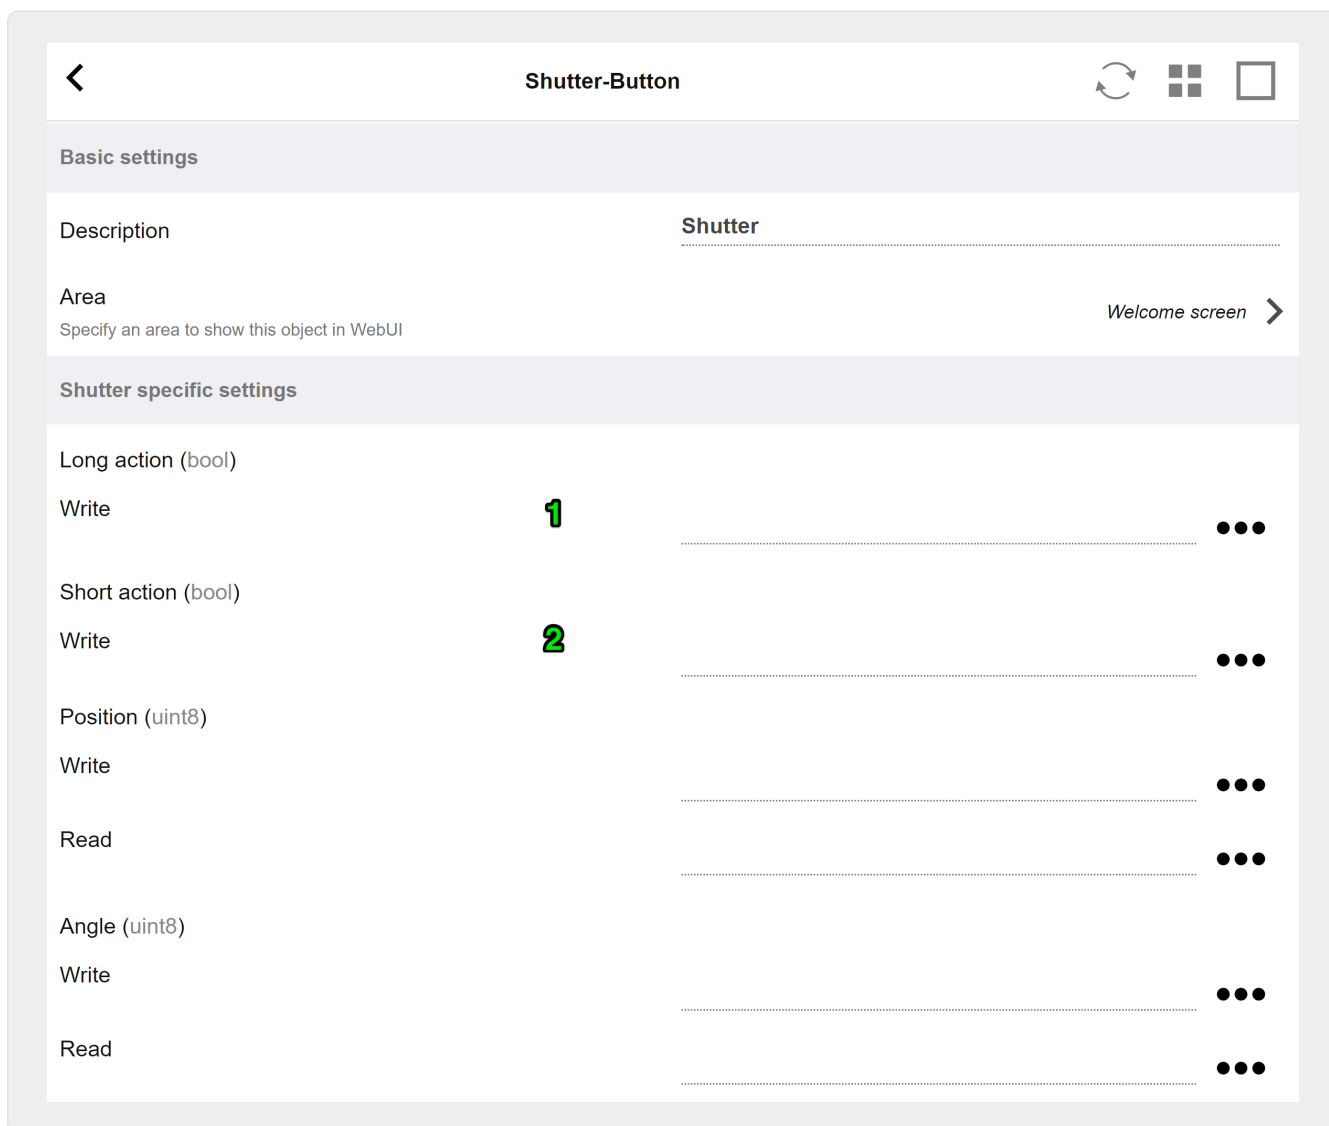 Shutter-Button
Basic settings
Description
Shutter
Area
Specify an area to show this object in WebUI
Welcome screen
Shutter specific settings
Long action (bool)
Write
1
Short action (bool)
Write
2
Position (uint8)
Write
Read
Angle (uint8)
Write
Read